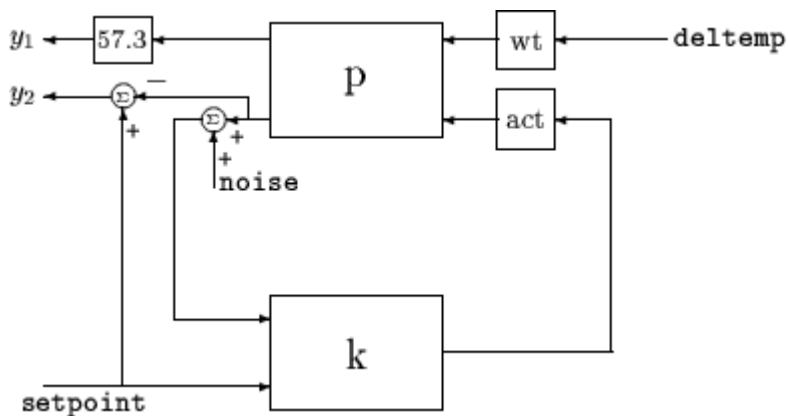 y₁ 57.3 p wt deltemp
y₂ Σ −
Σ + act
+ +
noise
k
setpoint